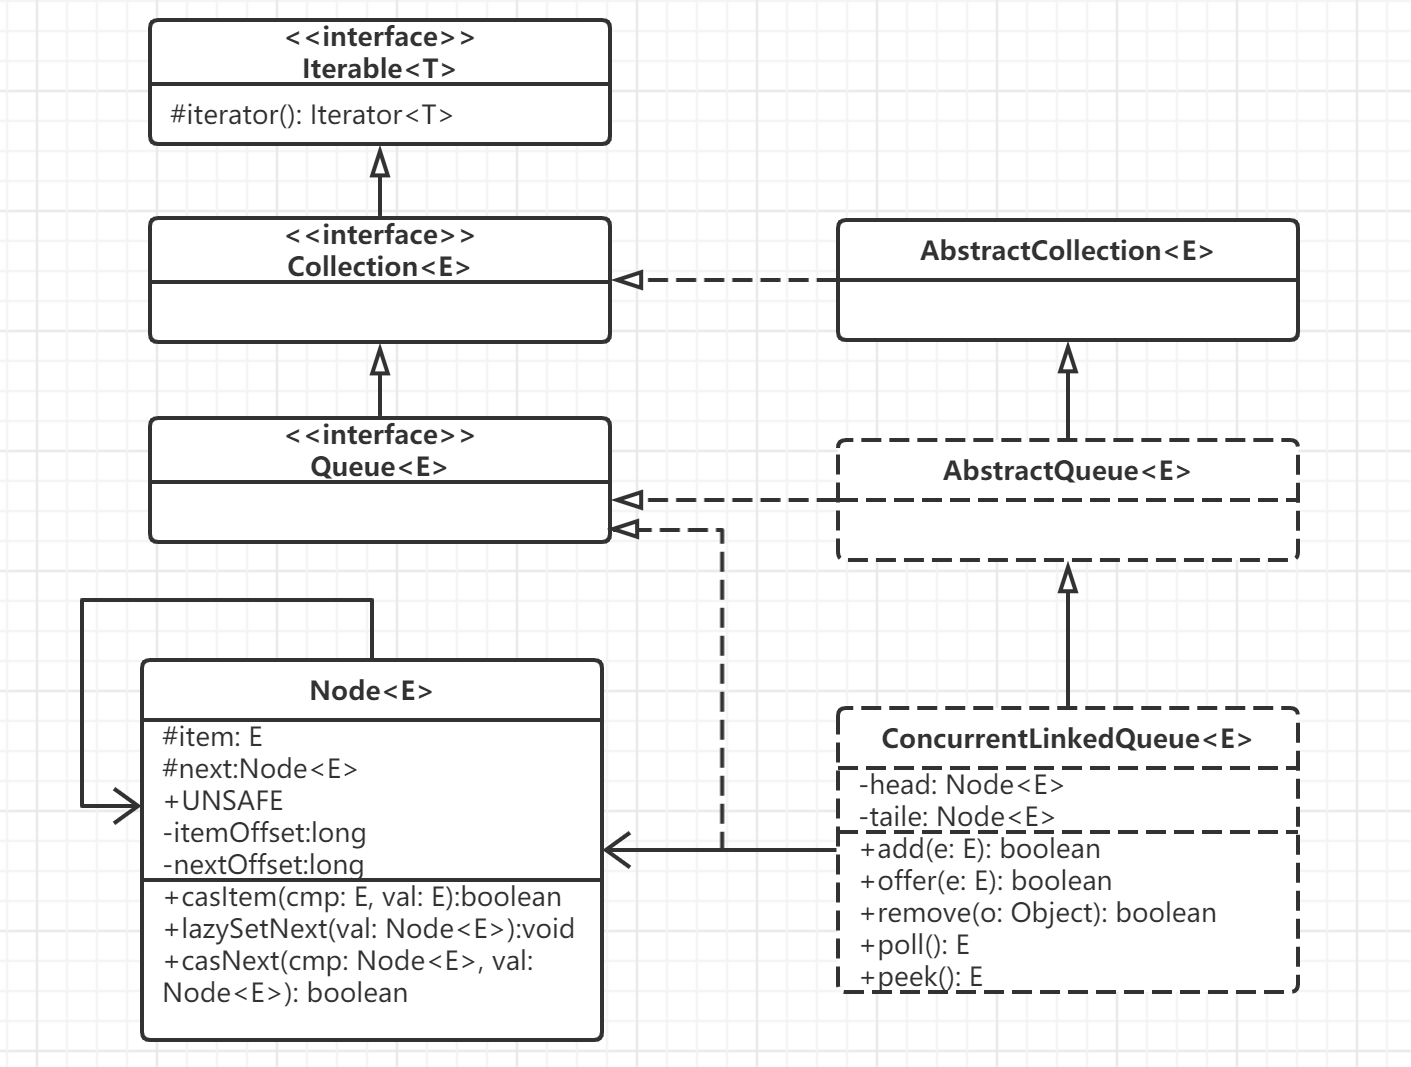 <<interface>>
Iterable<T>
#iterator(): Iterator<T>
<<interface>>
Collection<E>
AbstractCollection<E>
<<interface>>
Queue<E>
AbstractQueue<E>
Node<E>
#item: E
#next:Node<E>
+UNSAFE
-itemOffset:long
-nextOffset:long
+casItem(cmp: E, val: E):boolean
+lazySetNext(val: Node<E>):void
+casNext(cmp: Node<E>, val:
Node<E>): boolean
ConcurrentLinkedQueue<E>
-head: Node<E>
-taile: Node<E>
+add(e: E): boolean
+offer(e: E): boolean
+remove(o: Object): boolean
+poll(): E
+peek(): E